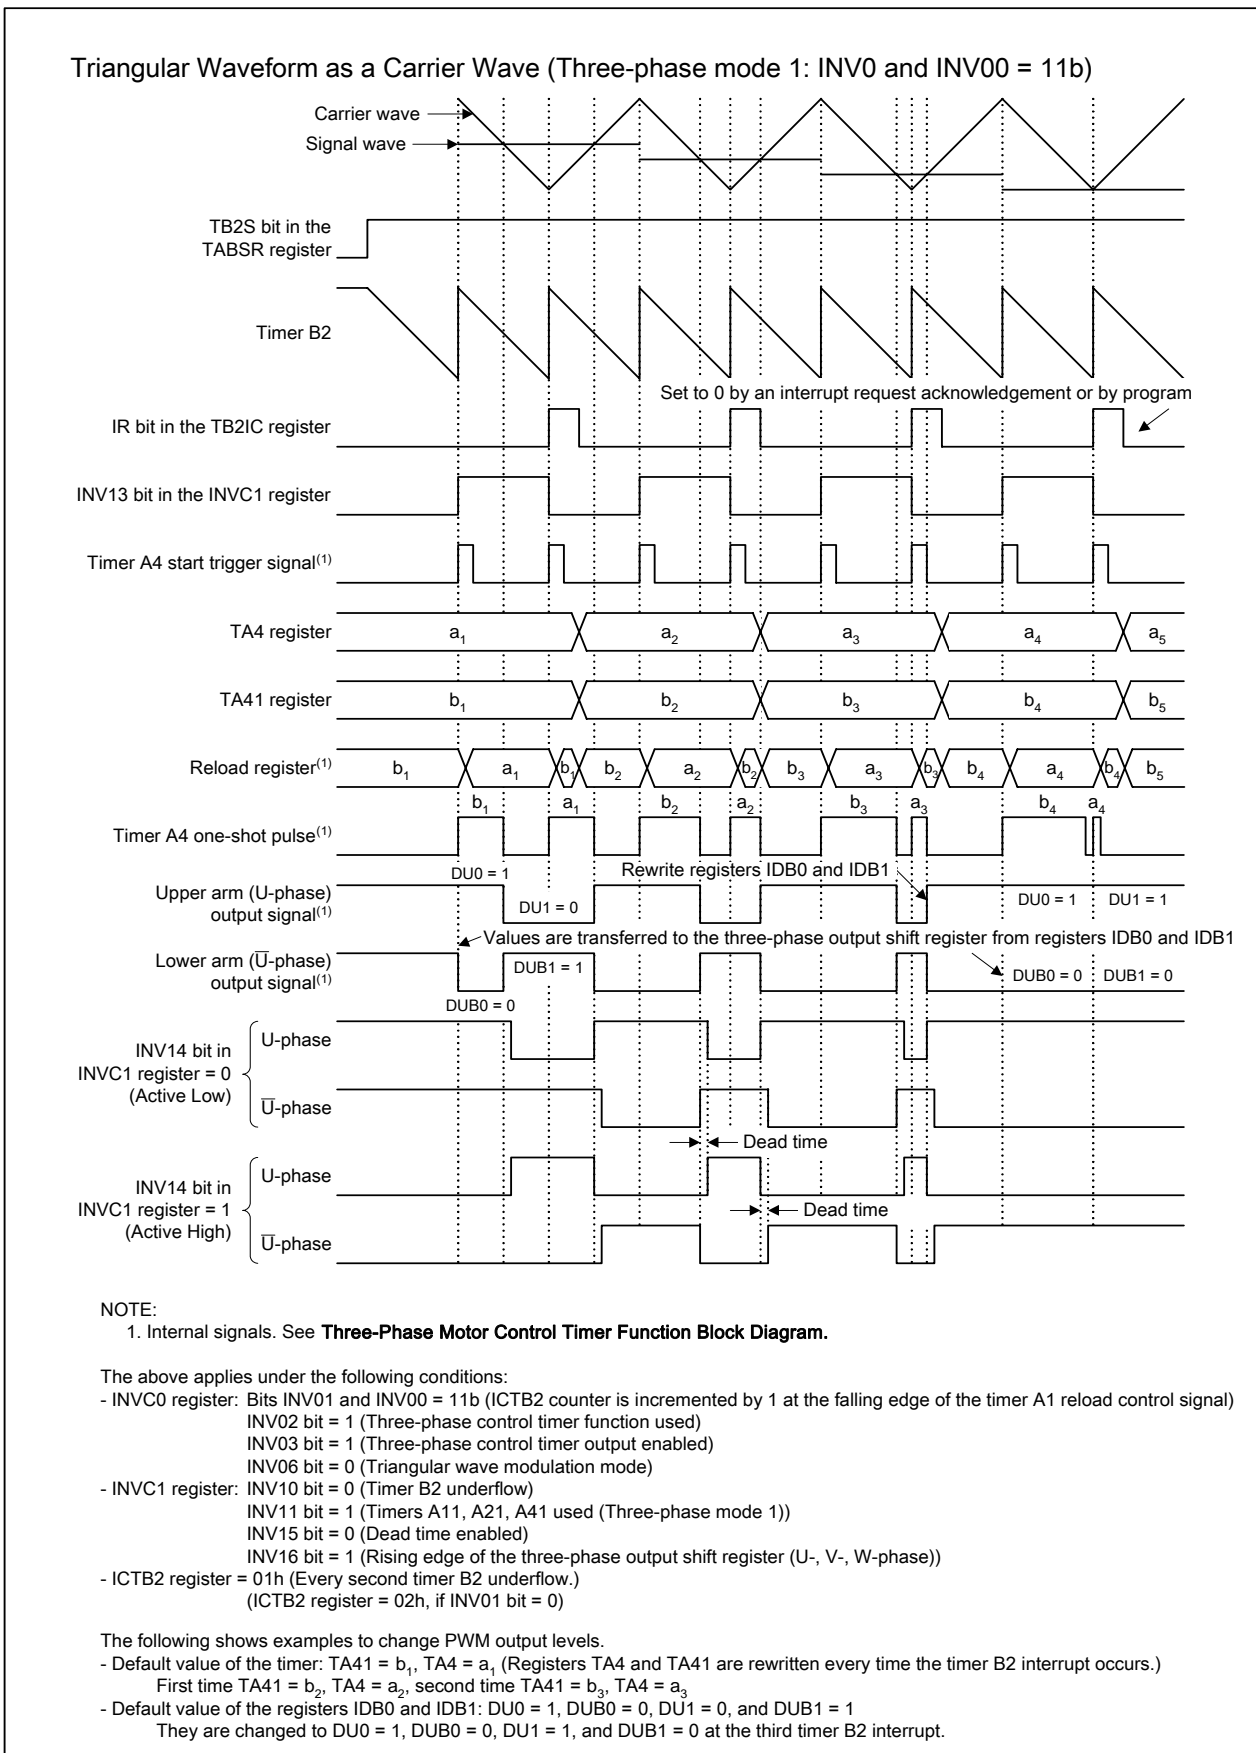 Triangular Waveform as a Carrier Wave (Three-phase mode 1: INV0 and INV00 = 11b)
Carrier wave
Signal wave
TB2S bit in the
TABSR register
Timer B2
Set to 0 by an interrupt request acknowledgement or by program
IR bit in the TB2IC register
INV13 bit in the INVC1 register
Timer A4 start trigger signal(1)
TA4 register a1 a2 a3 a4 a5
TA41 register b1 b2 b3 b4 b5
Reload register(1) b1 a1 b1 b2 a2 b2 b3 a3 b3 b4 a4 b4 b5
b1 a1 b2 a2 b3 a3 b4 a4
Timer A4 one-shot pulse(1)
Rewrite registers IDB0 and IDB1
DU0 = 1
Upper arm (U-phase)
output signal(1)
DU1 = 0 DU0 = 1 DU1 = 1
Values are transferred to the three-phase output shift register from registers IDB0 and IDB1
Lower arm (U̅-phase)
output signal(1)
DUB1 = 1 DUB0 = 0 DUB1 = 0
DUB0 = 0
INV14 bit in
INVC1 register = 0
(Active Low)
U-phase
U̅-phase
Dead time
INV14 bit in
INVC1 register = 1
(Active High)
U-phase
Dead time
U̅-phase
NOTE:
1. Internal signals. See Three-Phase Motor Control Timer Function Block Diagram.
The above applies under the following conditions:
- INVC0 register: Bits INV01 and INV00 = 11b (ICTB2 counter is incremented by 1 at the falling edge of the timer A1 reload control signal)
INV02 bit = 1 (Three-phase control timer function used)
INV03 bit = 1 (Three-phase control timer output enabled)
INV06 bit = 0 (Triangular wave modulation mode)
- INVC1 register: INV10 bit = 0 (Timer B2 underflow)
INV11 bit = 1 (Timers A11, A21, A41 used (Three-phase mode 1))
INV15 bit = 0 (Dead time enabled)
INV16 bit = 1 (Rising edge of the three-phase output shift register (U-, V-, W-phase))
- ICTB2 register = 01h (Every second timer B2 underflow.)
(ICTB2 register = 02h, if INV01 bit = 0)
The following shows examples to change PWM output levels.
- Default value of the timer: TA41 = b1, TA4 = a1 (Registers TA4 and TA41 are rewritten every time the timer B2 interrupt occurs.)
First time TA41 = b2, TA4 = a2, second time TA41 = b3, TA4 = a3
- Default value of the registers IDB0 and IDB1: DU0 = 1, DUB0 = 0, DU1 = 0, and DUB1 = 1
They are changed to DU0 = 1, DUB0 = 0, DU1 = 1, and DUB1 = 0 at the third timer B2 interrupt.